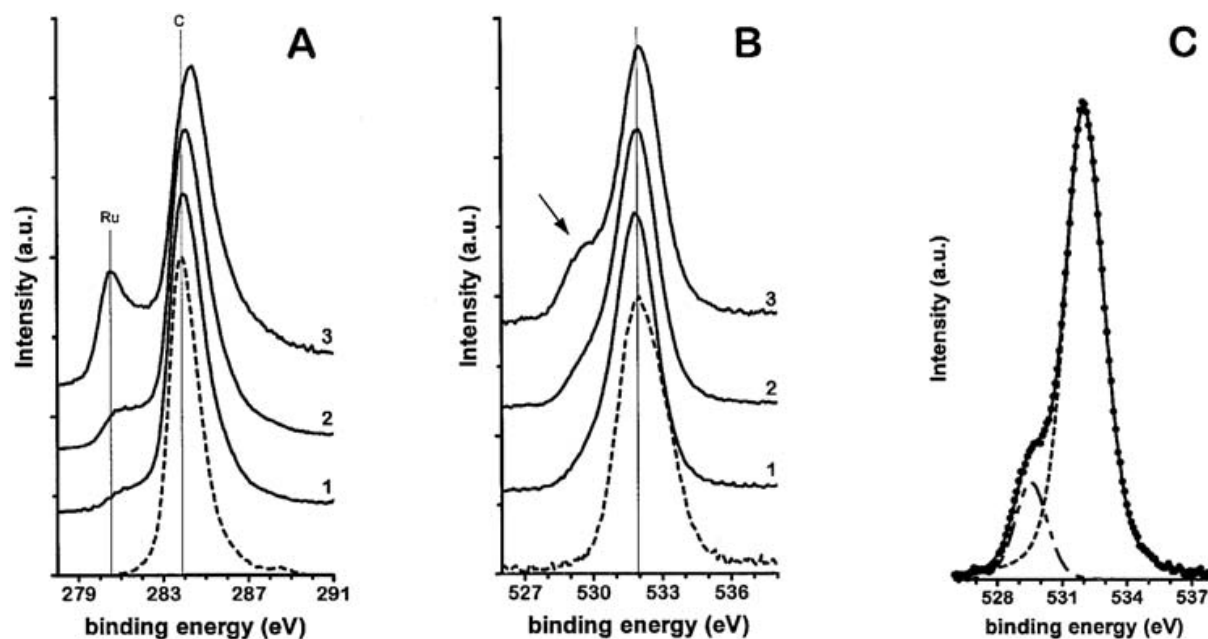 A
C
Ru
3
2
1
Intensity (a.u.)
279 283 287 291
binding energy (eV)
B
3
2
1
Intensity (a.u.)
527 530 533 536
binding energy (eV)
C
Intensity (a.u.)
528 531 534 537
binding energy (eV)